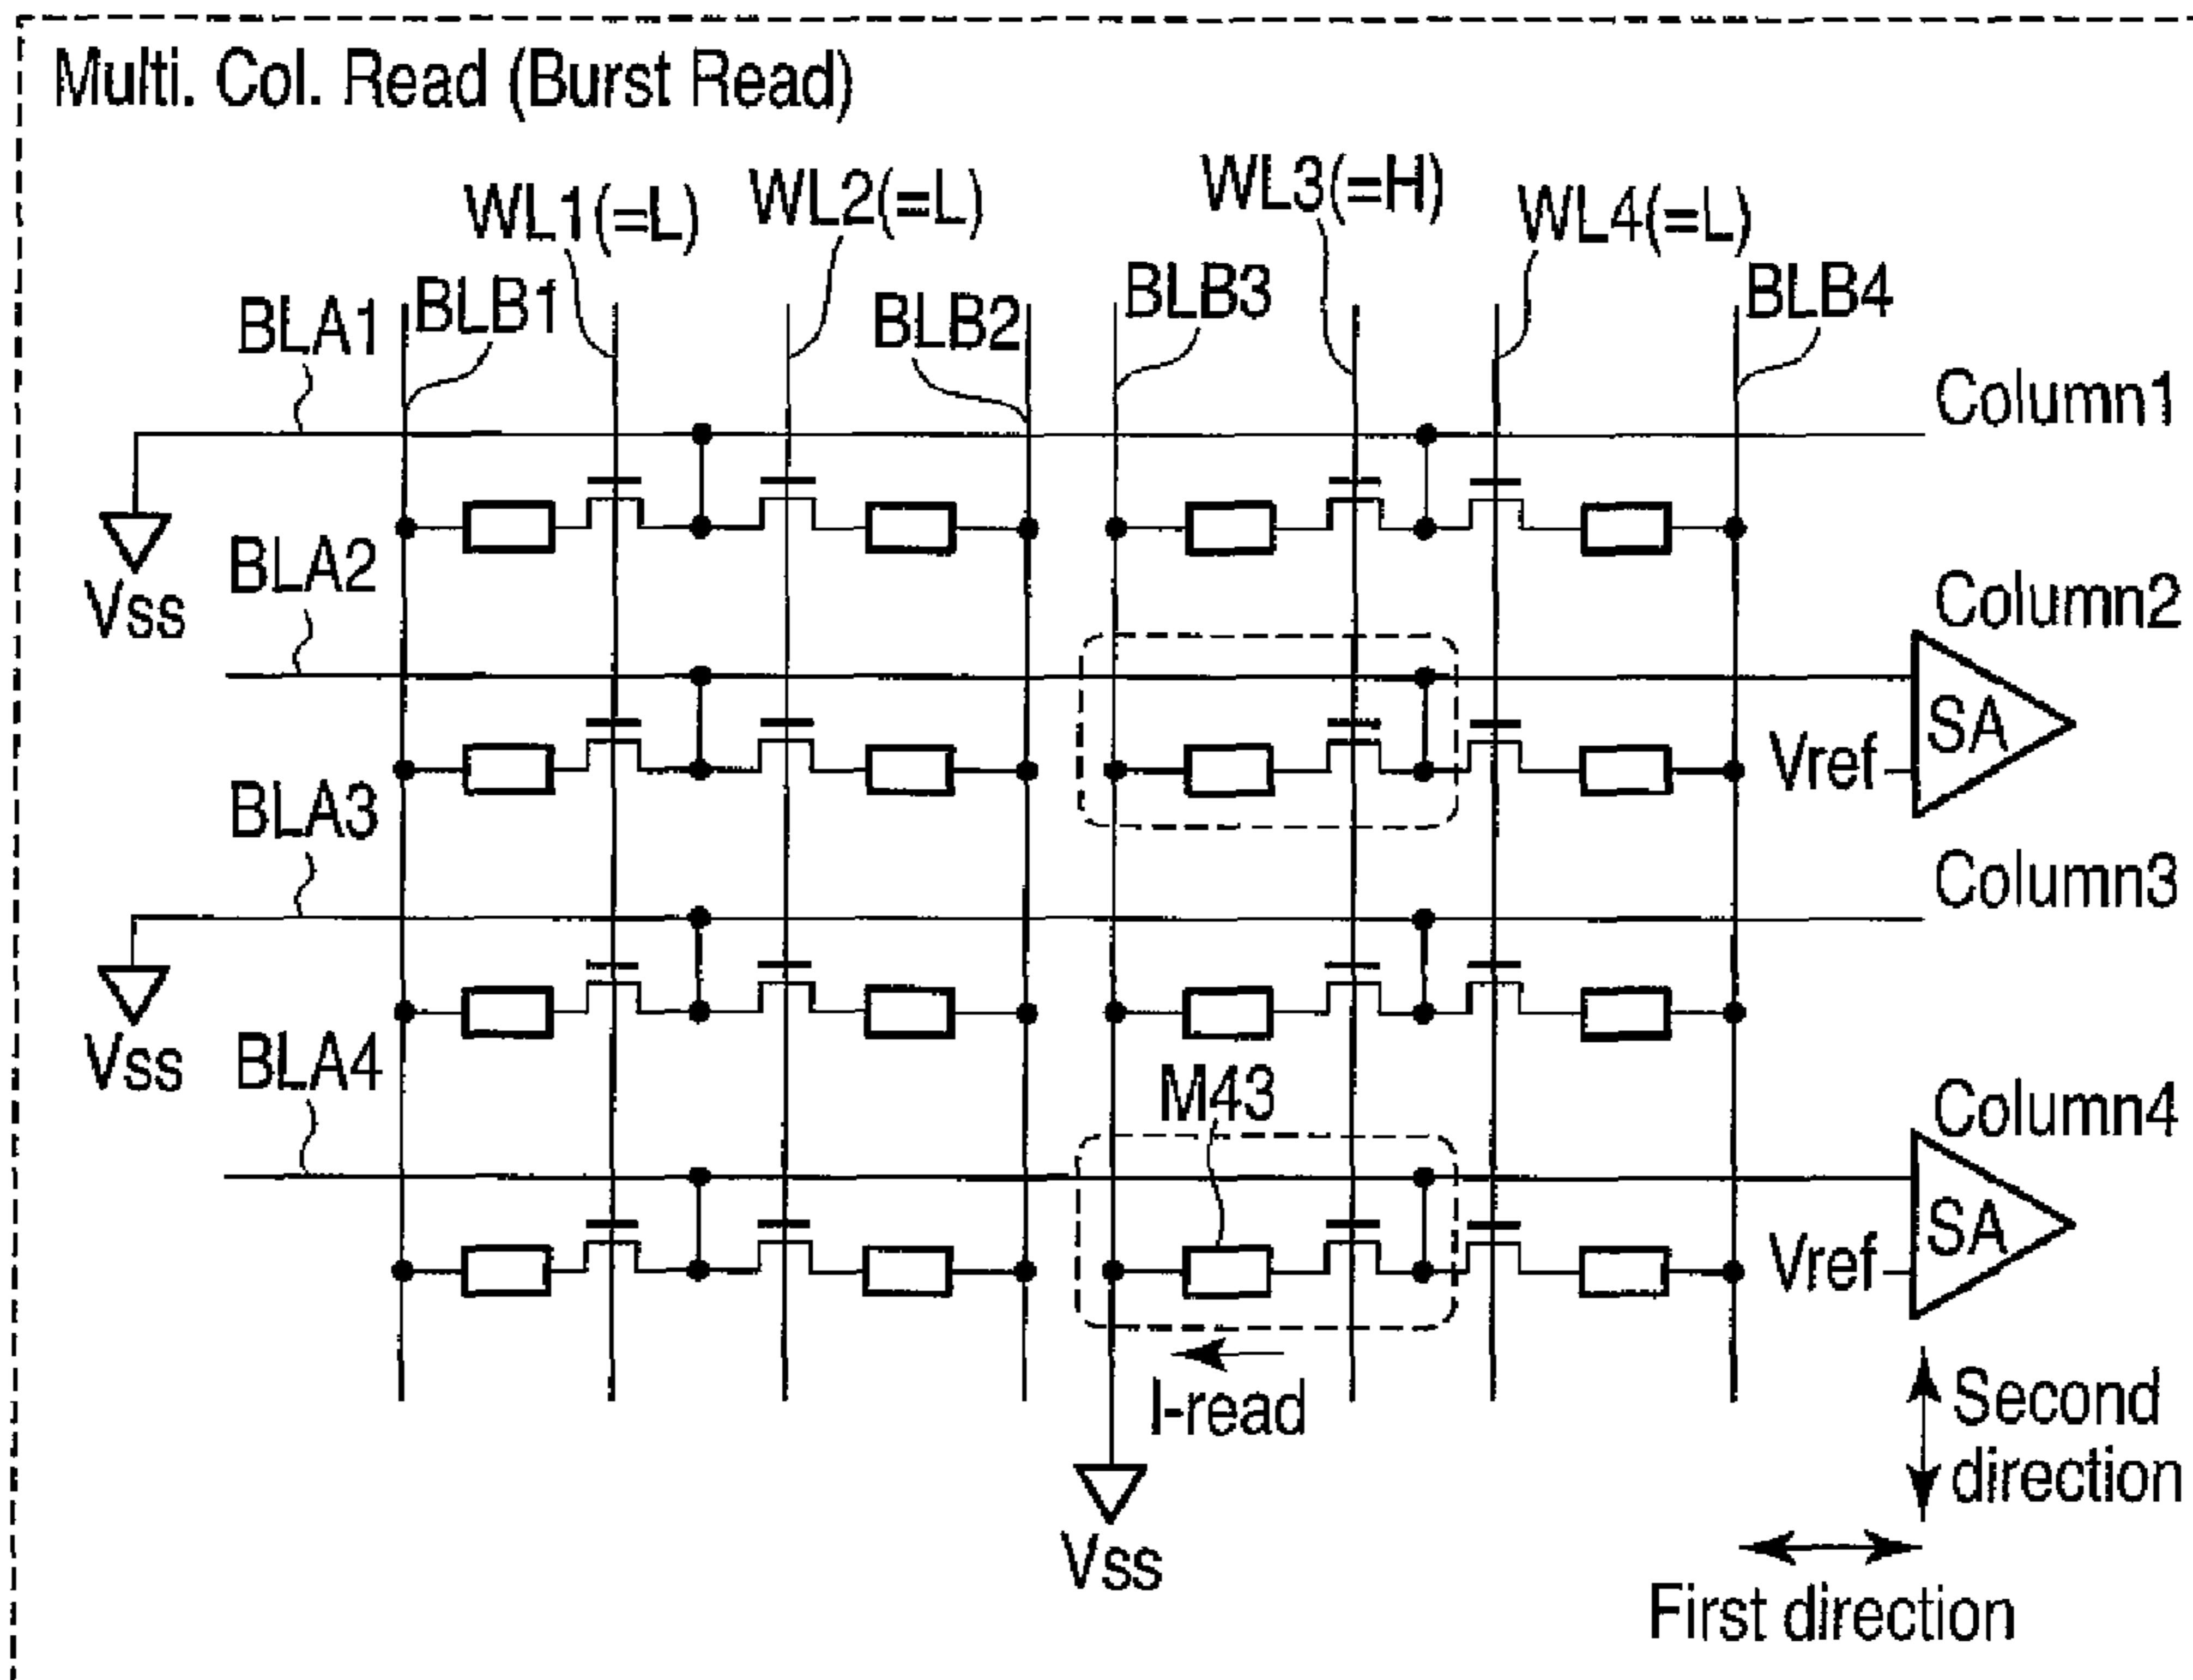 Multi. Col. Read (Burst Read)
WL1(=L)
WL2(=L)
WL3(=H)
WL4(=L)
BLA1
BLB1
BLB2
BLB3
BLB4
Column1
Vss
BLA2
Column2
SA
Vref
BLA3
Column3
Vss
BLA4
M43
Column4
SA
Vref
I-read
Second
direction
Vss
First direction